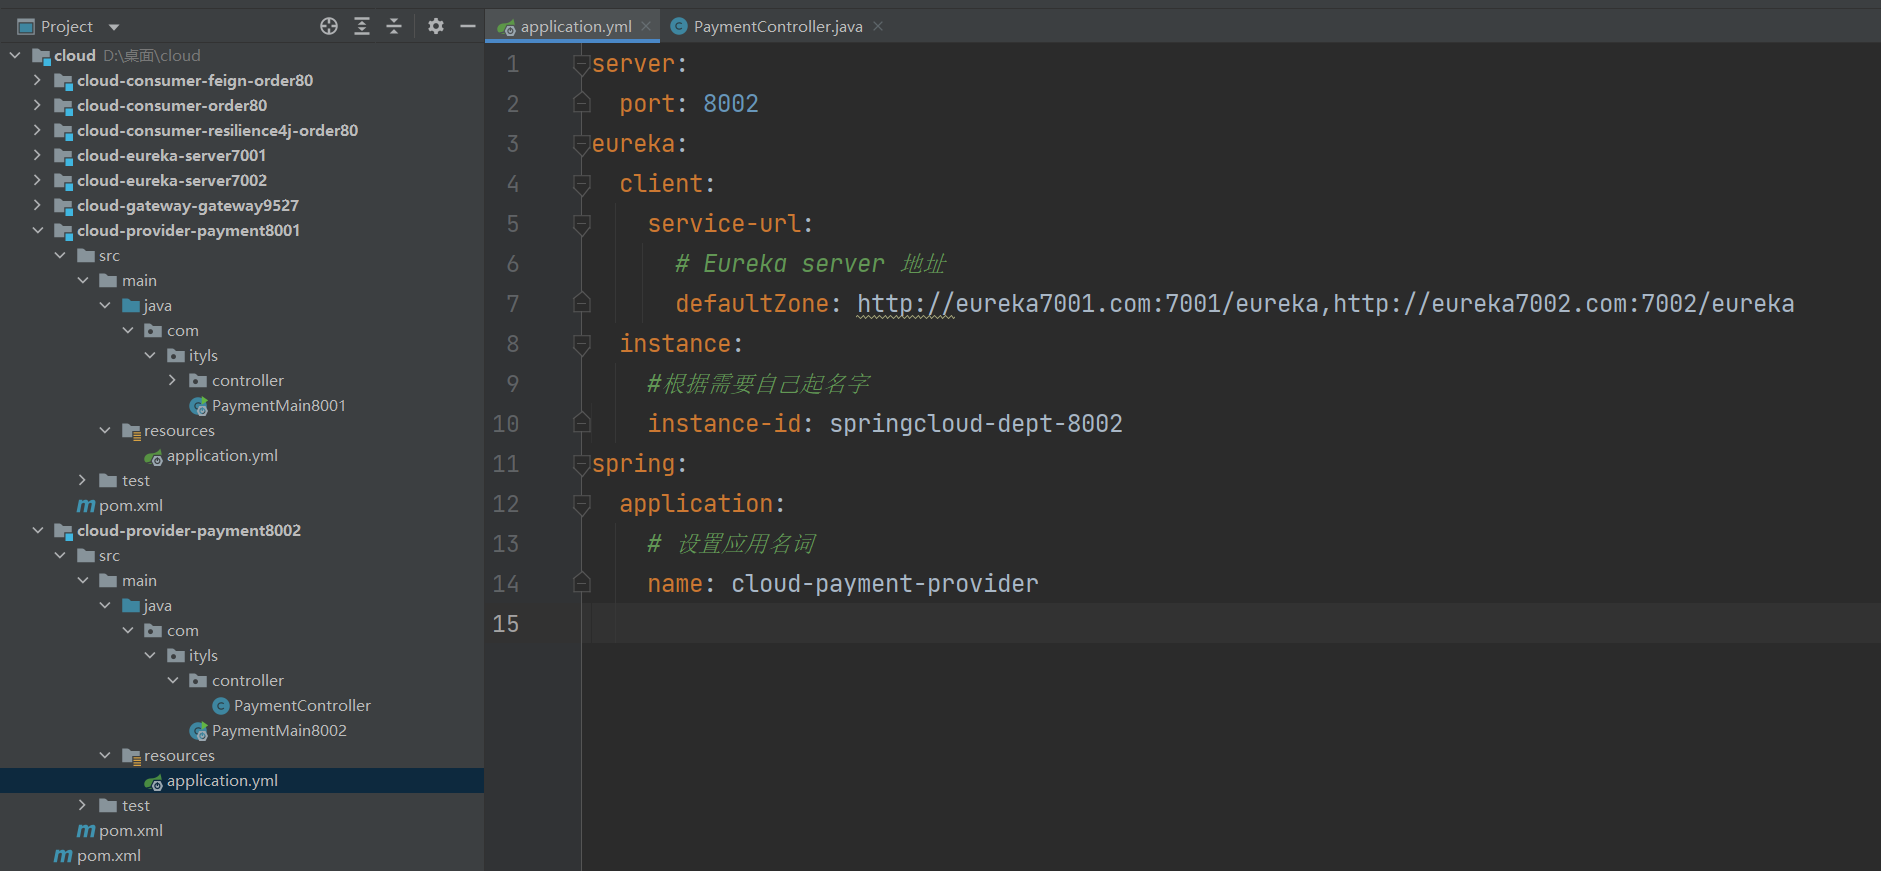 Project
cloud D:\桌面\cloud
cloud-consumer-feign-order80
cloud-consumer-order80
cloud-consumer-resilience4j-order80
cloud-eureka-server7001
cloud-eureka-server7002
cloud-gateway-gateway9527
cloud-provider-payment8001
src
main
java
com
ityls
controller
PaymentMain8001
resources
application.yml
test
pom.xml
cloud-provider-payment8002
src
main
java
com
ityls
controller
PaymentController
PaymentMain8002
resources
application.yml
test
pom.xml
pom.xml
application.yml PaymentController.java
1 server:
2 port: 8002
3 eureka:
4 client:
5 service-url:
6 # Eureka server 地址
7 defaultZone: http://eureka7001.com:7001/eureka,http://eureka7002.com:7002/eureka
8 instance:
9 #根据需要自己起名字
10 instance-id: springcloud-dept-8002
11 spring:
12 application:
13 # 设置应用名词
14 name: cloud-payment-provider
15